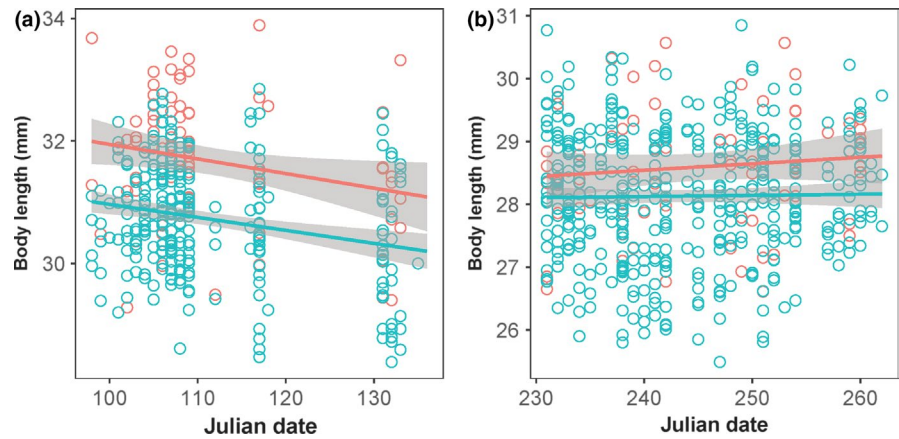 (a)
34
32
30
Body length (mm)
100 110 120 130
Julian date
(b)
31
30
29
28
27
26
Body length (mm)
230 240 250 260
Julian date